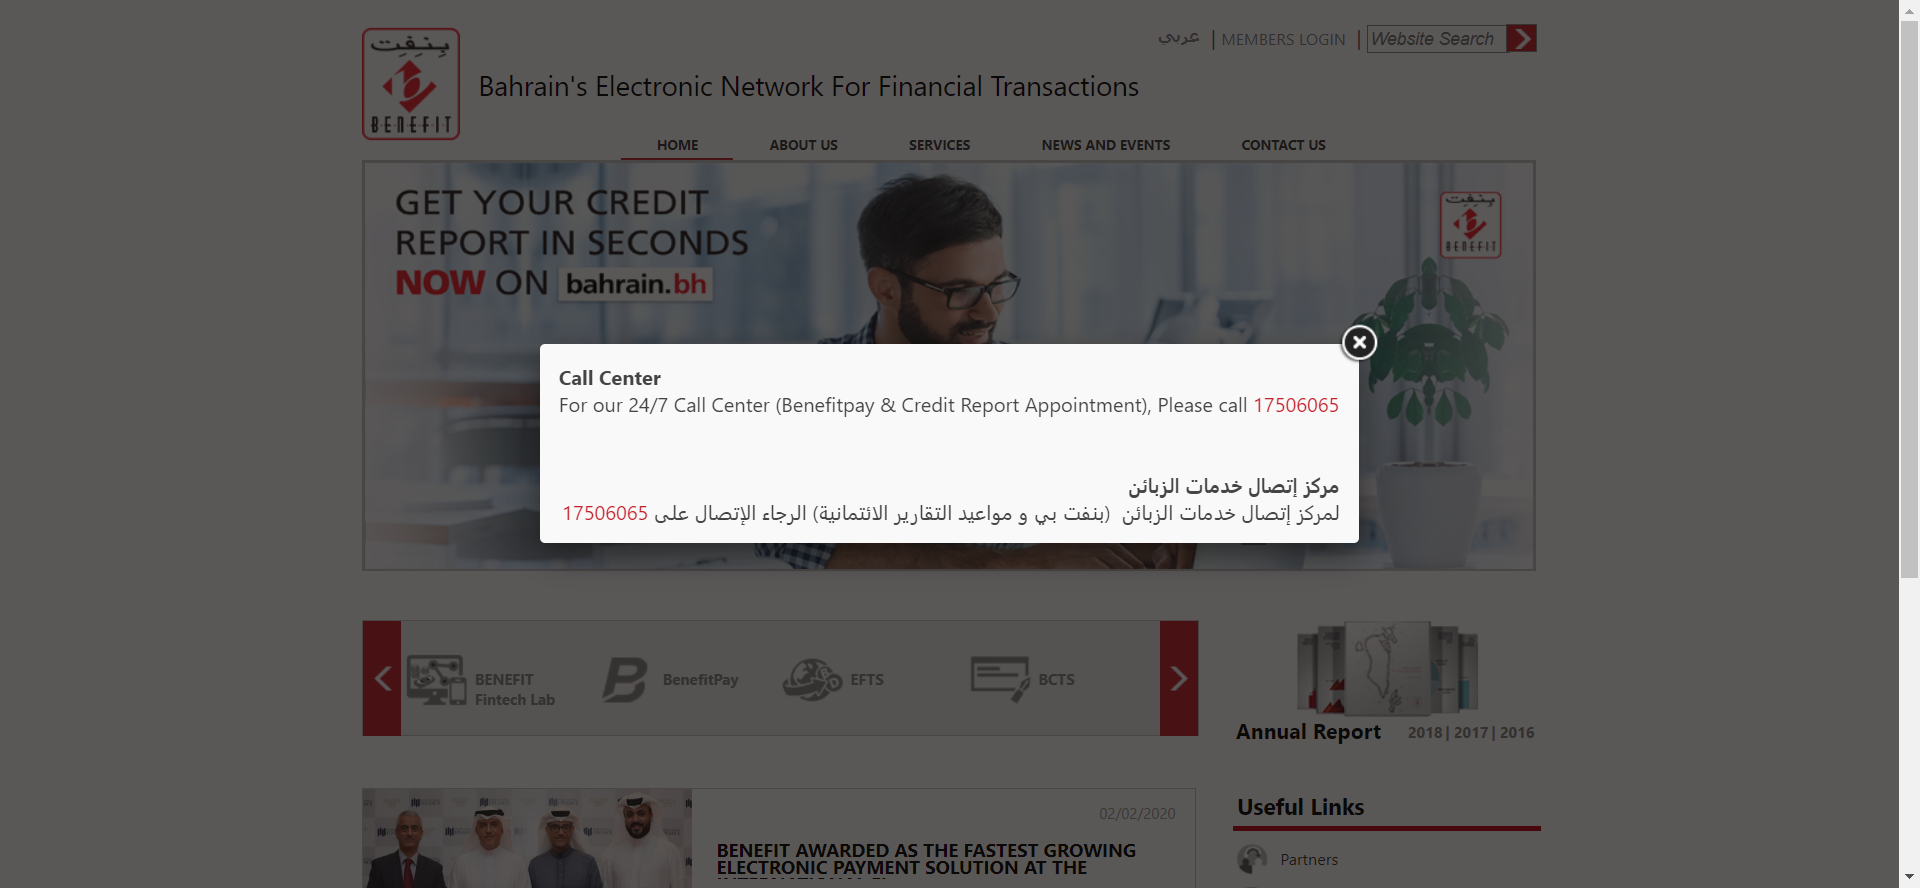 بنفت
BENEFIT
عربي | MEMBERS LOGIN | Website Search
Bahrain's Electronic Network For Financial Transactions
HOME ABOUT US SERVICES NEWS AND EVENTS CONTACT US
GET YOUR CREDIT
REPORT IN SECONDS
NOW ON bahrain.bh
بنفت
BENEFIT
Call Center
For our 24/7 Call Center (Benefitpay & Credit Report Appointment), Please call 17506065
مركز إتصال خدمات الزبائن
لمركز إتصال خدمات الزبائن (بنفت بي و مواعيد التقارير الائتمانية) الرجاء الإتصال على 17506065
BENEFIT
Fintech Lab
BenefitPay
EFTS
BCTS
Annual Report 2018 | 2017 | 2016
02/02/2020
BENEFIT AWARDED AS THE FASTEST GROWING
ELECTRONIC PAYMENT SOLUTION AT THE
Useful Links
Partners